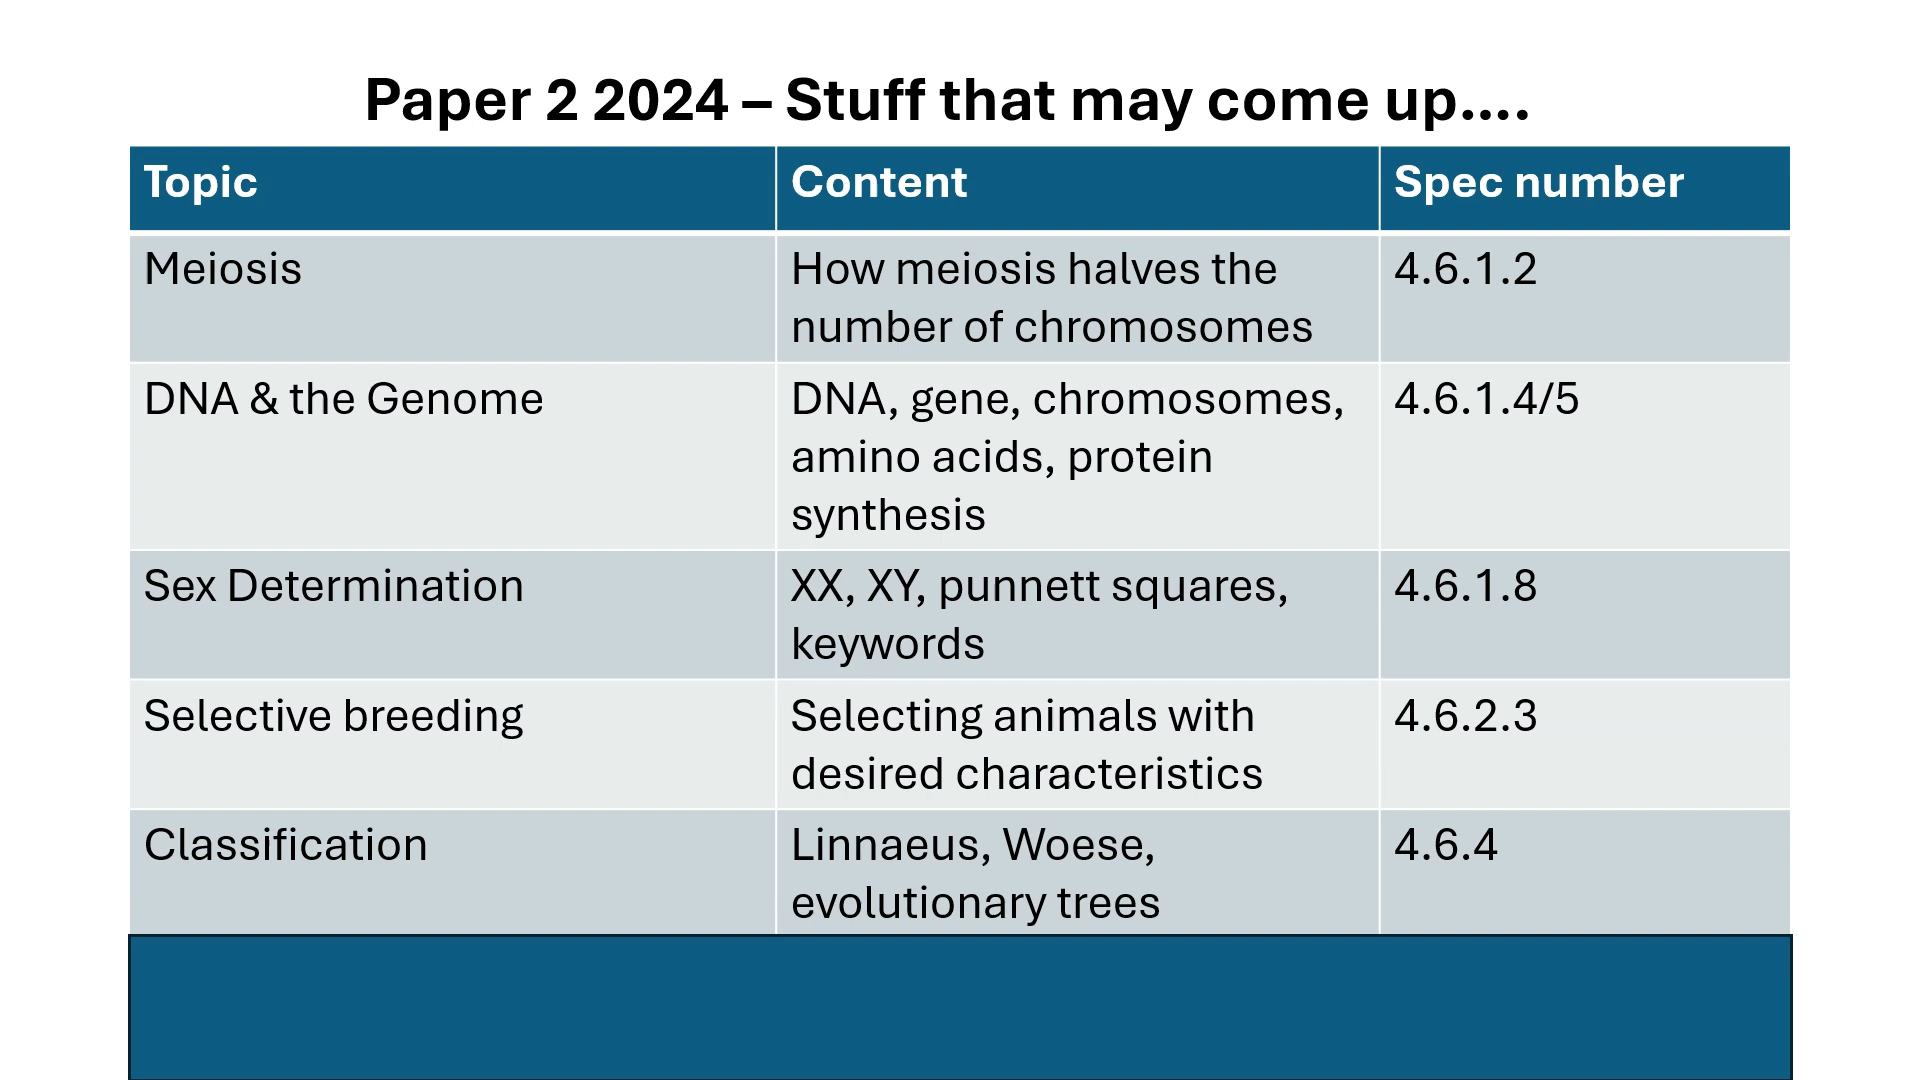 Paper 2 2024 – Stuff that may come up....
Topic
Content
Spec number
Meiosis
How meiosis halves the
number of chromosomes
4.6.1.2
DNA & the Genome
DNA, gene, chromosomes,
amino acids, protein
synthesis
4.6.1.4/5
Sex Determination
XX, XY, punnett squares,
keywords
4.6.1.8
Selective breeding
Selecting animals with
desired characteristics
4.6.2.3
Classification
Linnaeus, Woese,
evolutionary trees
4.6.4